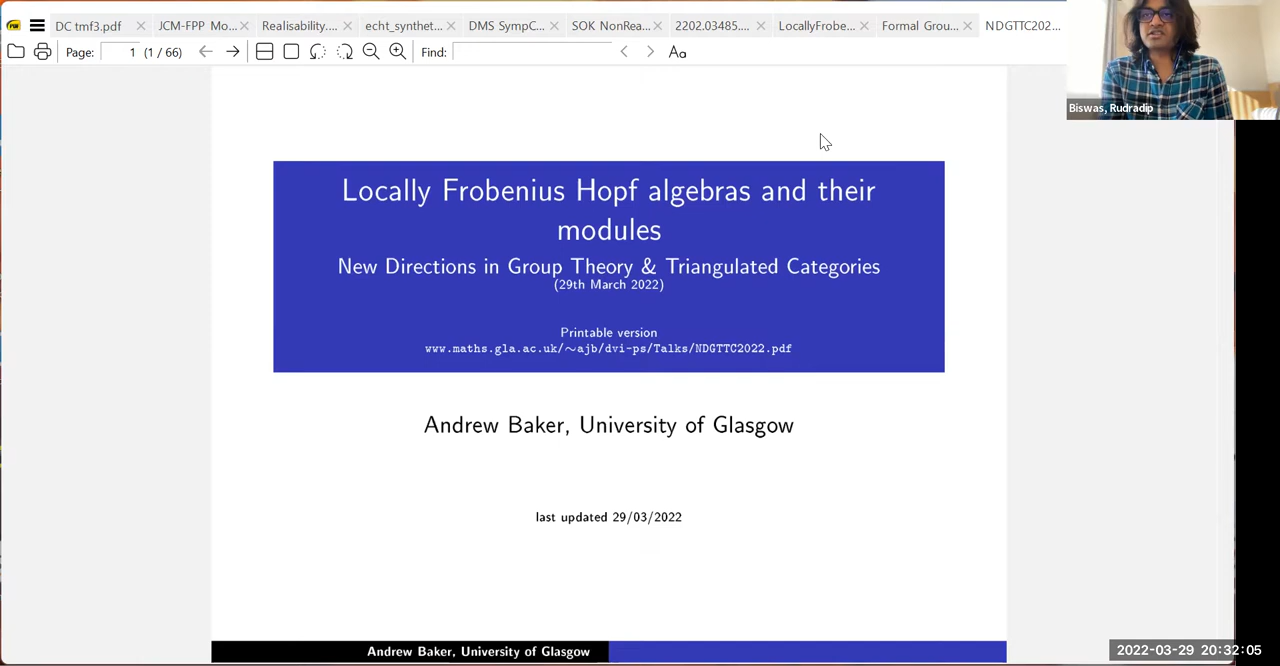 DC tmf3.pdf
JCM-FPP Mo...
Realisability....
echt_synthet...
DMS SympC...
SOK NonRea...
2202.03485....
LocallyFrobe...
Formal Grou...
NDGTTC202...
Page: 1 (1 / 66)
Find:
Aa
Biswas, Rudradip
Locally Frobenius Hopf algebras and their
modules
New Directions in Group Theory & Triangulated Categories
(29th March 2022)
Printable version
www.maths.gla.ac.uk/∼ajb/dvi-ps/Talks/NDGTTC2022.pdf
Andrew Baker, University of Glasgow
last updated 29/03/2022
Andrew Baker, University of Glasgow
2022-03-29 20:32:05